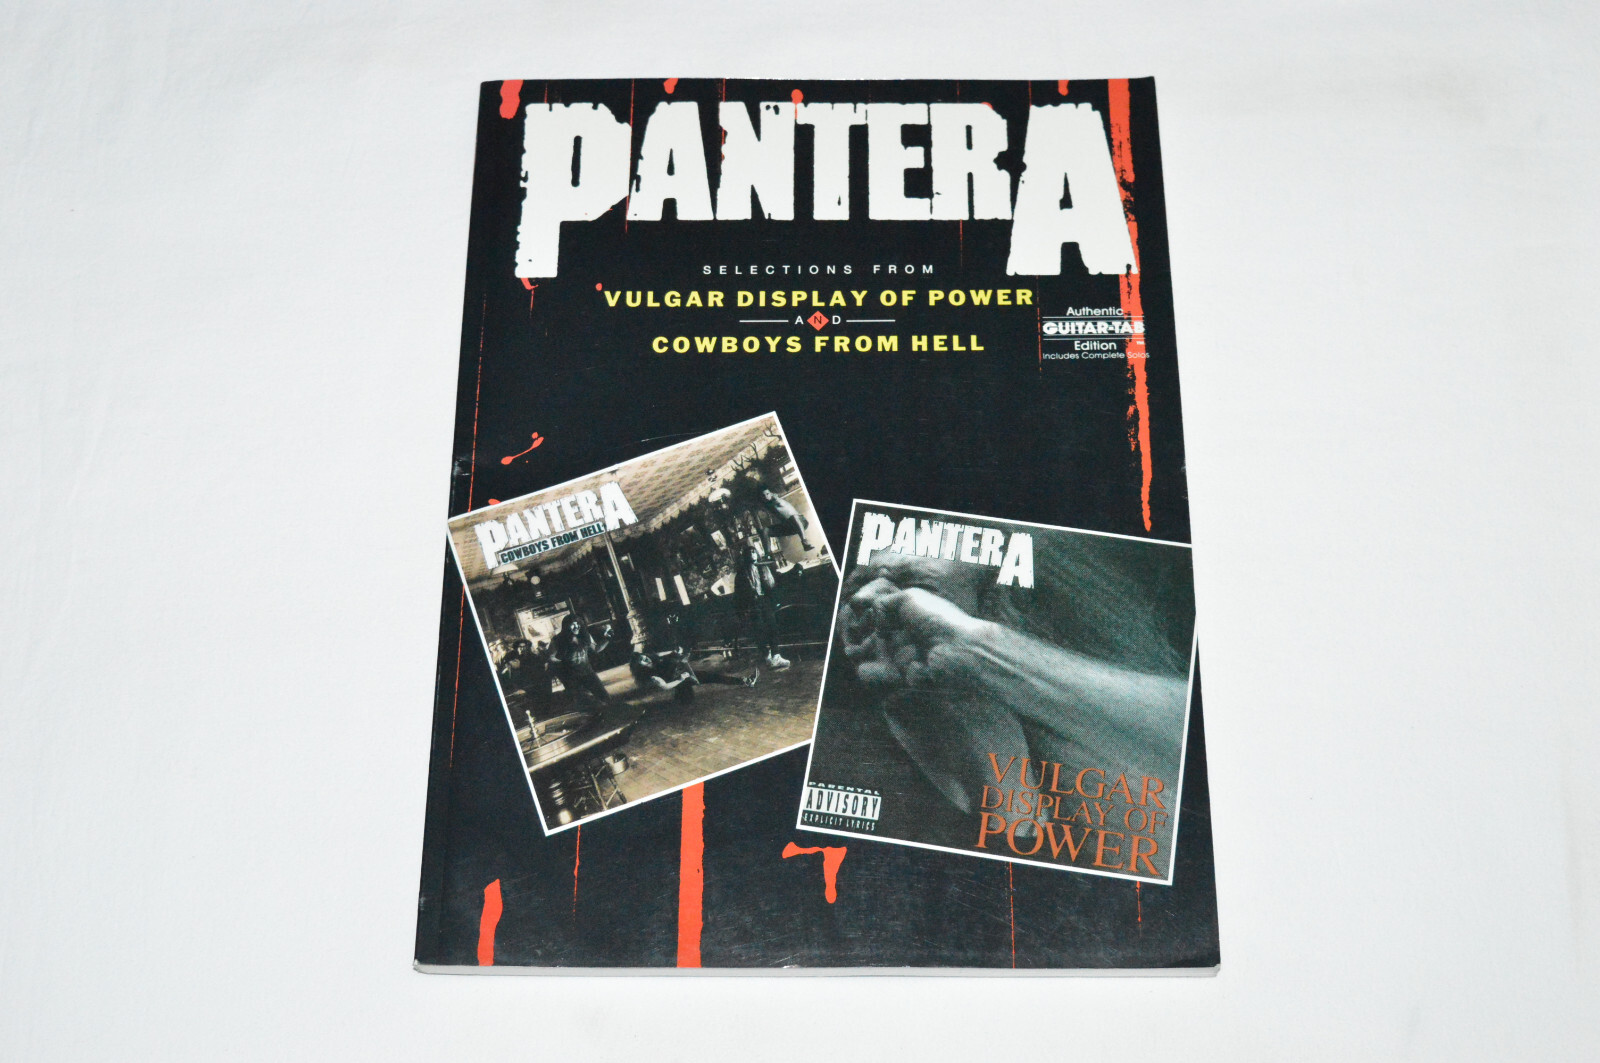 PANTERA
SELECTIONS FROM
VULGAR DISPLAY OF POWER
AND
COWBOYS FROM HELL
Authentic
GUITAR-TAB
Edition
Includes Complete Solos
PANTERA
COWBOYS FROM HELL
PANTERA
VULGAR
DISPLAY OF
POWER
PARENTAL
ADVISORY
EXPLICIT LYRICS